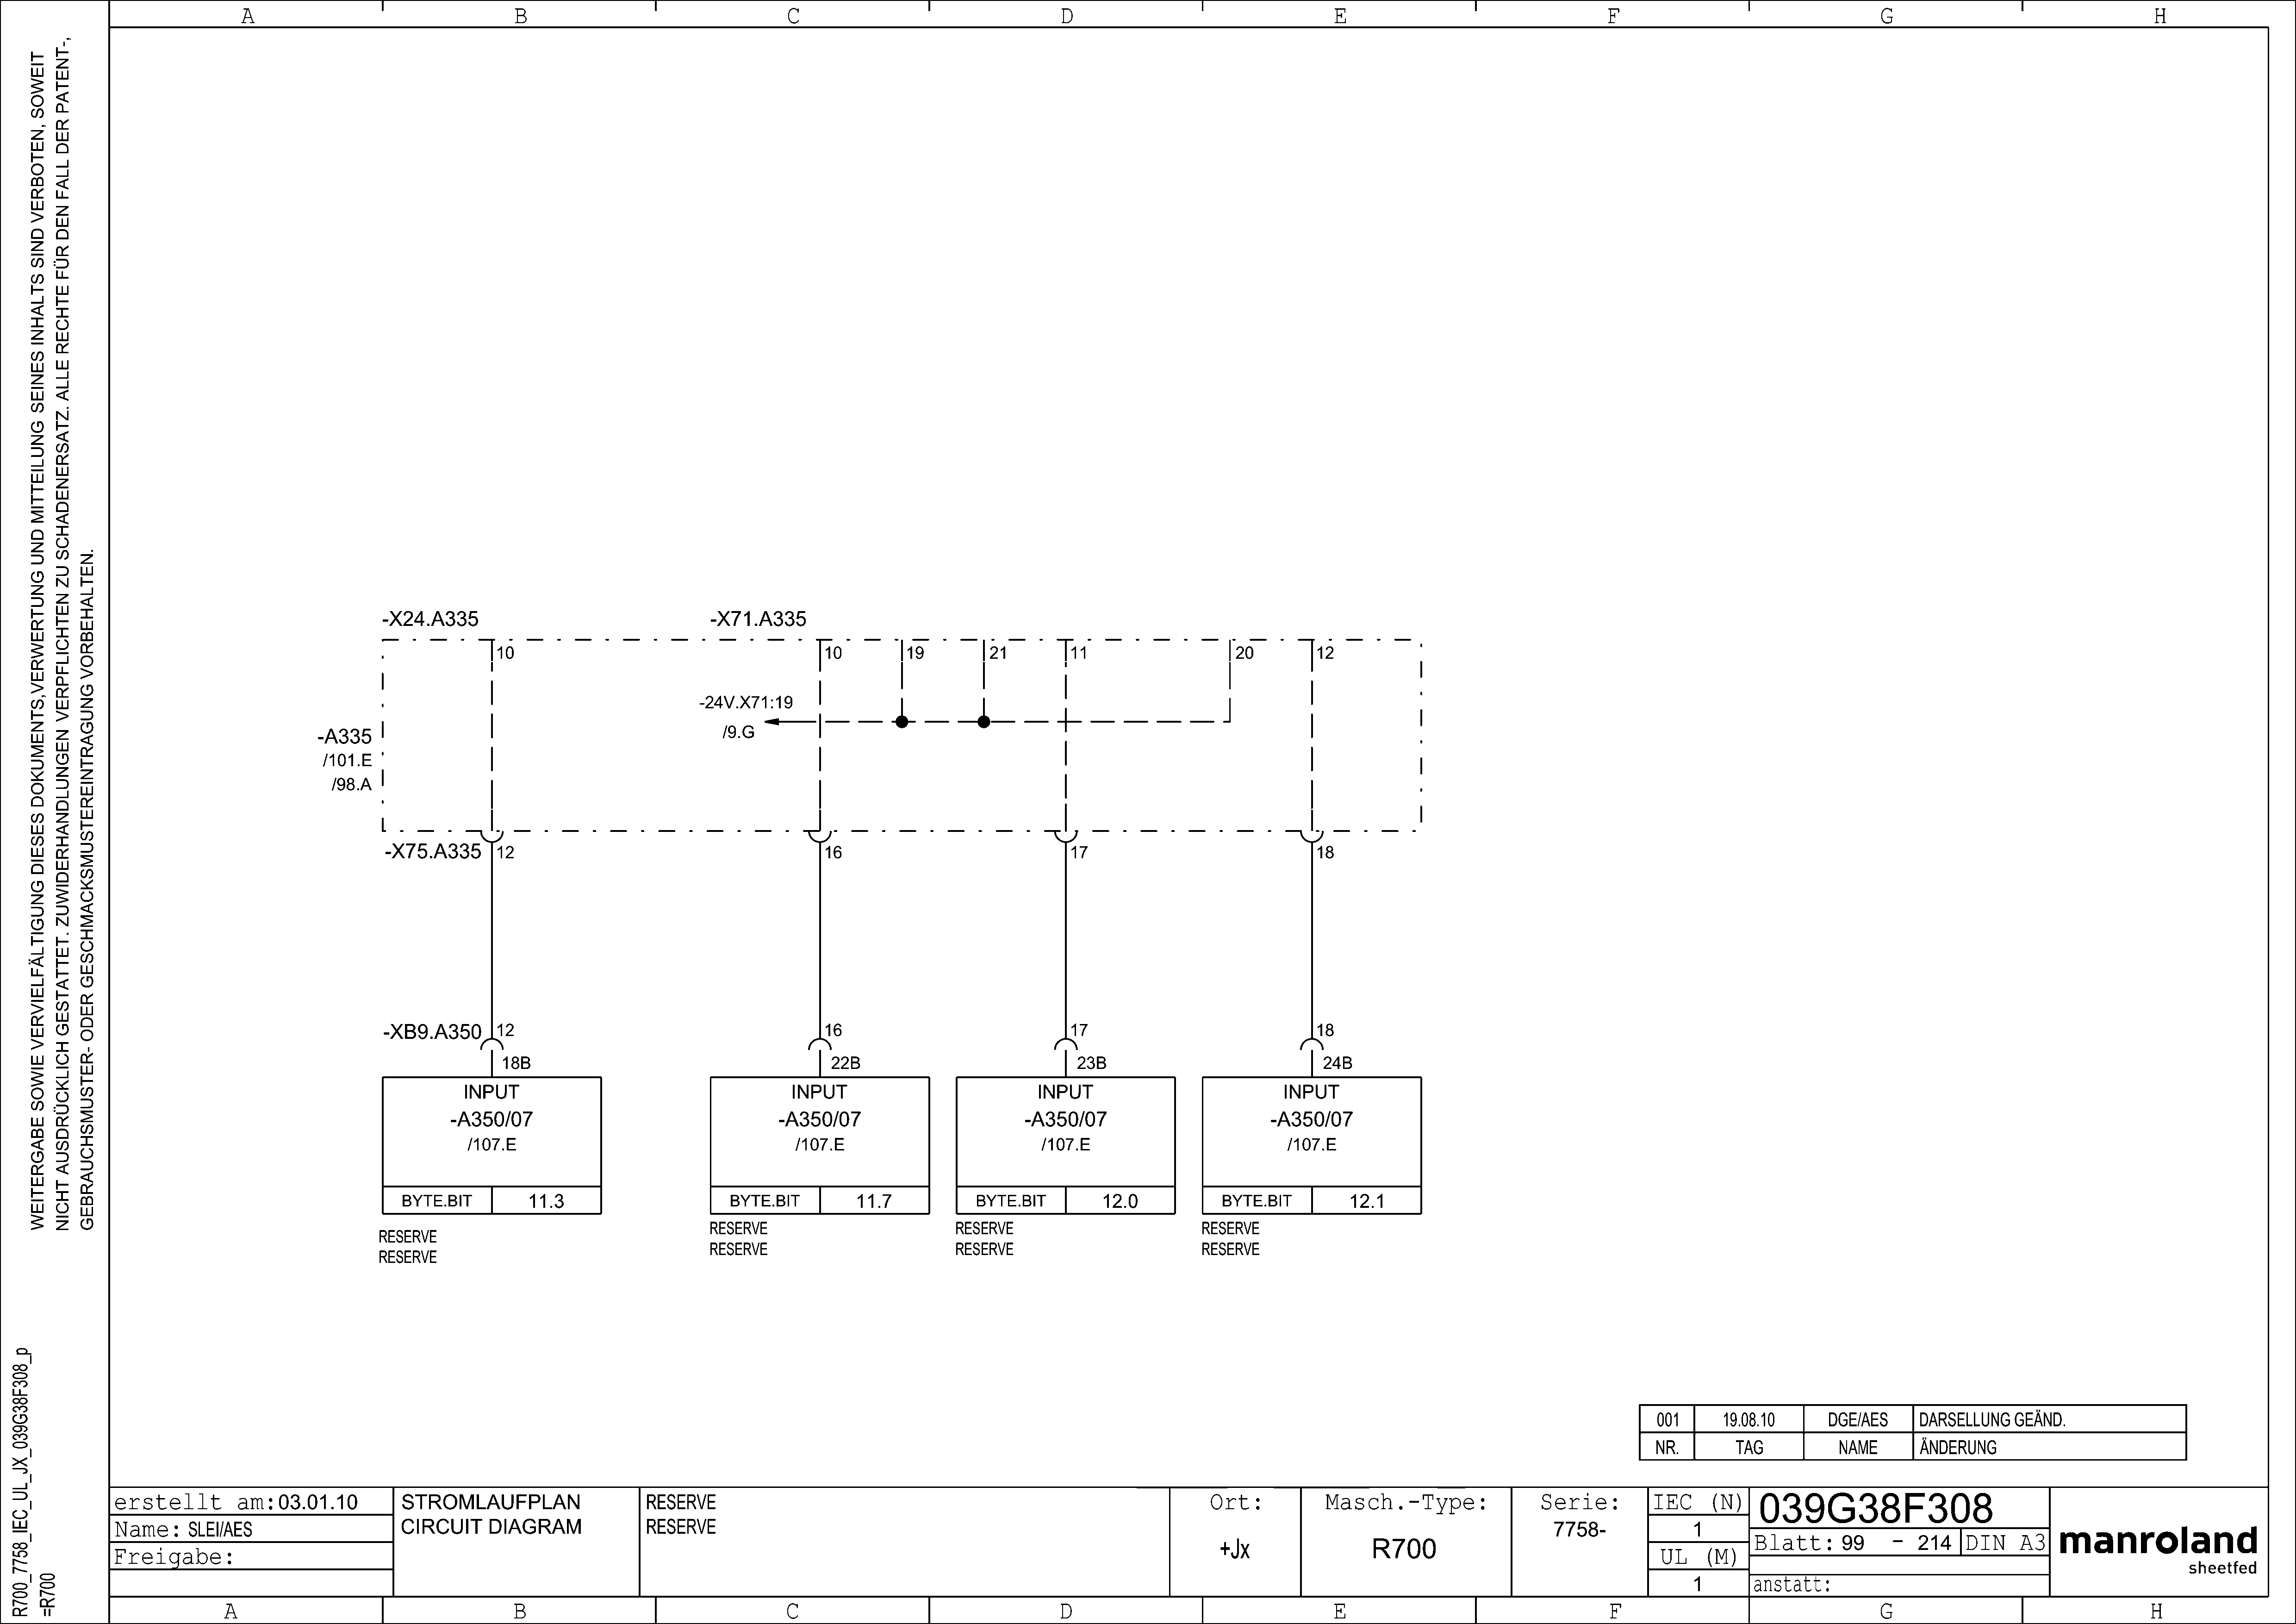 A B C D E F G H
WEITERGABE SOWIE VERVIELFÄLTIGUNG DIESES DOKUMENTS,VERWERTUNG UND MITTEILUNG SEINES INHALTS SIND VERBOTEN, SOWEIT
NICHT AUSDRÜCKLICH GESTATTET. ZUWIDERHANDLUNGEN VERPFLICHTEN ZU SCHADENERSATZ. ALLE RECHTE FÜR DEN FALL DER PATENT-,
GEBRAUCHSMUSTER- ODER GESCHMACKSMUSTEREINTRAGUNG VORBEHALTEN.
R700_7758_IEC_UL_JX_039G38F308_p
=R700
-X24.A335 -X71.A335
10 10 19 21 11 20 12
-24V.X71:19
/9.G
-A335
/101.E
/98.A
-X75.A335 12 16 17 18
-XB9.A350 12 16 17 18
18B 22B 23B 24B
INPUT INPUT INPUT INPUT
-A350/07 -A350/07 -A350/07 -A350/07
/107.E /107.E /107.E /107.E
BYTE.BIT 11.3 BYTE.BIT 11.7 BYTE.BIT 12.0 BYTE.BIT 12.1
RESERVE RESERVE RESERVE RESERVE
RESERVE RESERVE RESERVE RESERVE
001 19.08.10 DGE/AES DARSELLUNG GEÄND.
NR. TAG NAME ÄNDERUNG
erstellt am: 03.01.10
Name: SLEI/AES
Freigabe:
STROMLAUFPLAN
CIRCUIT DIAGRAM
RESERVE
RESERVE
Ort:
+Jx
Masch.-Type:
R700
Serie:
7758-
IEC (N)
1
UL (M)
1
039G38F308
Blatt: 99 - 214 DIN A3
anstatt:
manroland
sheetfed
A B C D E F G H